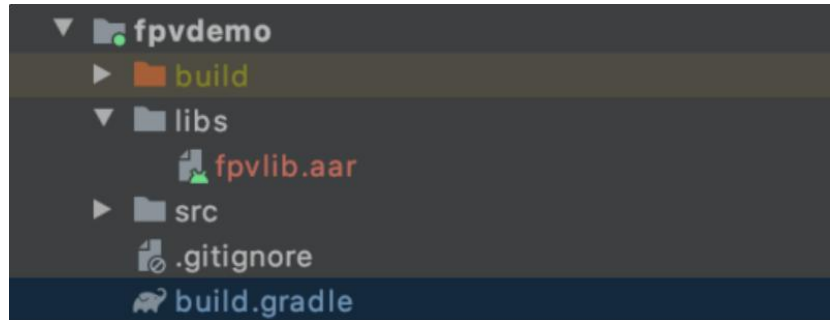 fpvdemo
build
libs
fpvlib.aar
src
.gitignore
build.gradle